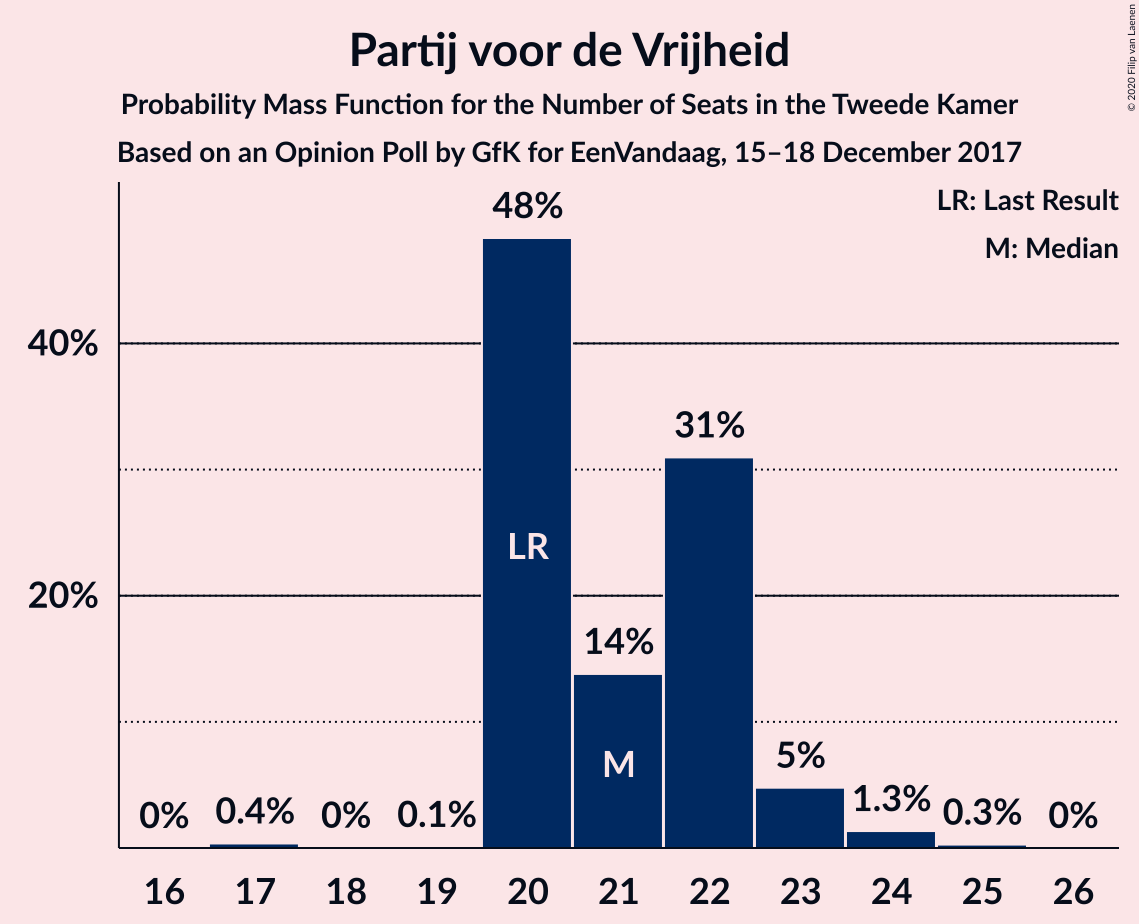 Partij voor de Vrijheid
Probability Mass Function for the Number of Seats in the Tweede Kamer
Based on an Opinion Poll by GfK for EenVandaag, 15–18 December 2017
© 2020 Filip van Laenen
LR: Last Result
M: Median
48%
40%
31%
LR
20%
14%
M
5%
0%
0.4%
0%
0.1%
1.3%
0.3%
0%
16 17 18 19 20 21 22 23 24 25 26